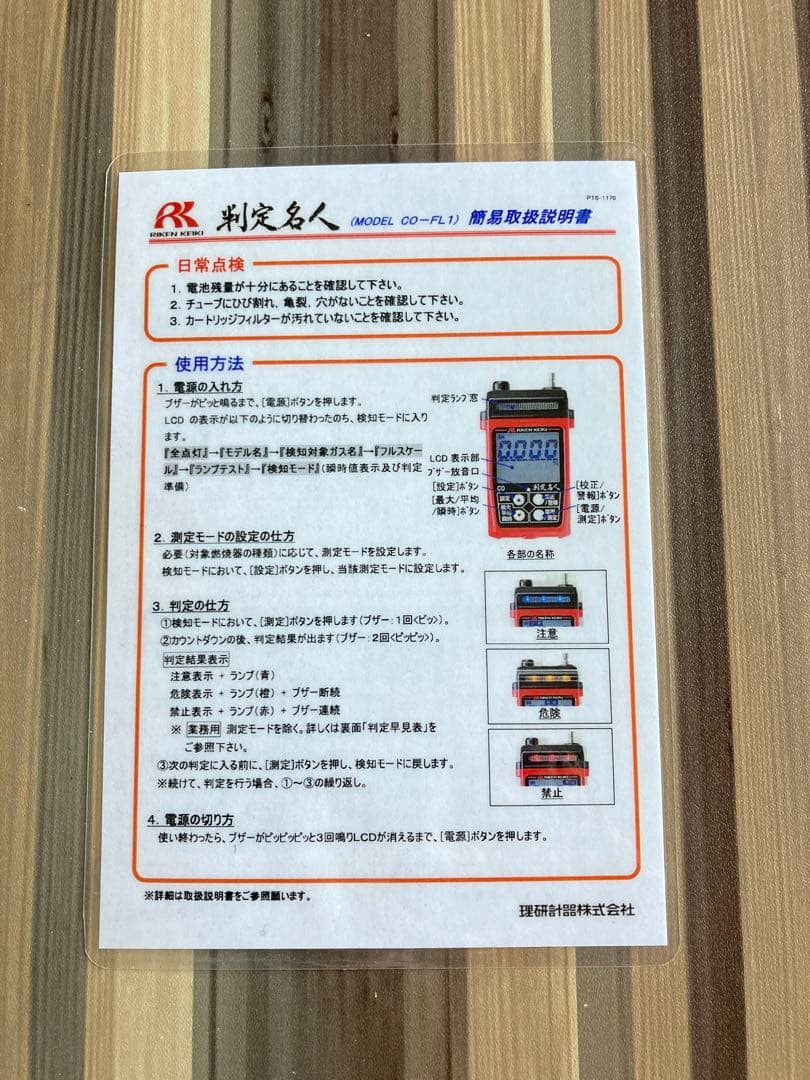 PT0-1170
RK
RIKEN KEIKI
判定名人 (MODEL CO-FL1) 簡易取扱説明書
日常点検
1. 電池残量が十分にあることを確認して下さい。
2. チューブにひび割れ, 亀裂, 穴がないことを確認して下さい。
3. カートリッジフィルターが汚れていないことを確認して下さい。
使用方法
1. 電源の入れ方
ブザーがピッと鳴るまで、[電源]ボタンを押します。
LCD の表示が以下のように切り替わったのち、検知モードに入り
ます。
『全点灯』→『モデル名』→『検知対象ガス名』→『フルスケー
ル』→『ランプテスト』→『検知モード』(瞬時値表示及び判定
準備)
判定ランプ窓
RIKEN KEIKI
0.000
CO 判定名人
LCD 表示部
ブザー放音口
[設定]ボタン
[最大/平均
/瞬時]ボタン
[校正/
警報]ボタン
[電源/
測定]ボタン
各部の名称
2. 測定モードの設定の仕方
必要(対象燃焼器の種類)に応じて、測定モードを設定します。
検知モードにおいて、[設定]ボタンを押し、当該測定モードに設定します。
3. 判定の仕方
①検知モードにおいて、[測定]ボタンを押します(ブザー:1回<ピッ>)。
②カウントダウンの後、判定結果が出ます(ブザー:2回<ピッピッ>)。
判定結果表示
注意表示 + ランプ(青)
危険表示 + ランプ(橙) + ブザー断続
禁止表示 + ランプ(赤) + ブザー連続
※ 業務用 測定モードを除く。詳しくは裏面「判定早見表」を
ご参照下さい。
③次の判定に入る前に、[測定]ボタンを押し、検知モードに戻します。
※続けて、判定を行う場合、①~③の繰り返し。
注意
危険
禁止
4. 電源の切り方
使い終わったら、ブザーがピッピッピッと3回鳴りLCDが消えるまで、[電源]ボタンを押します。
※詳細は取扱説明書をご参照願います。
理研計器株式会社